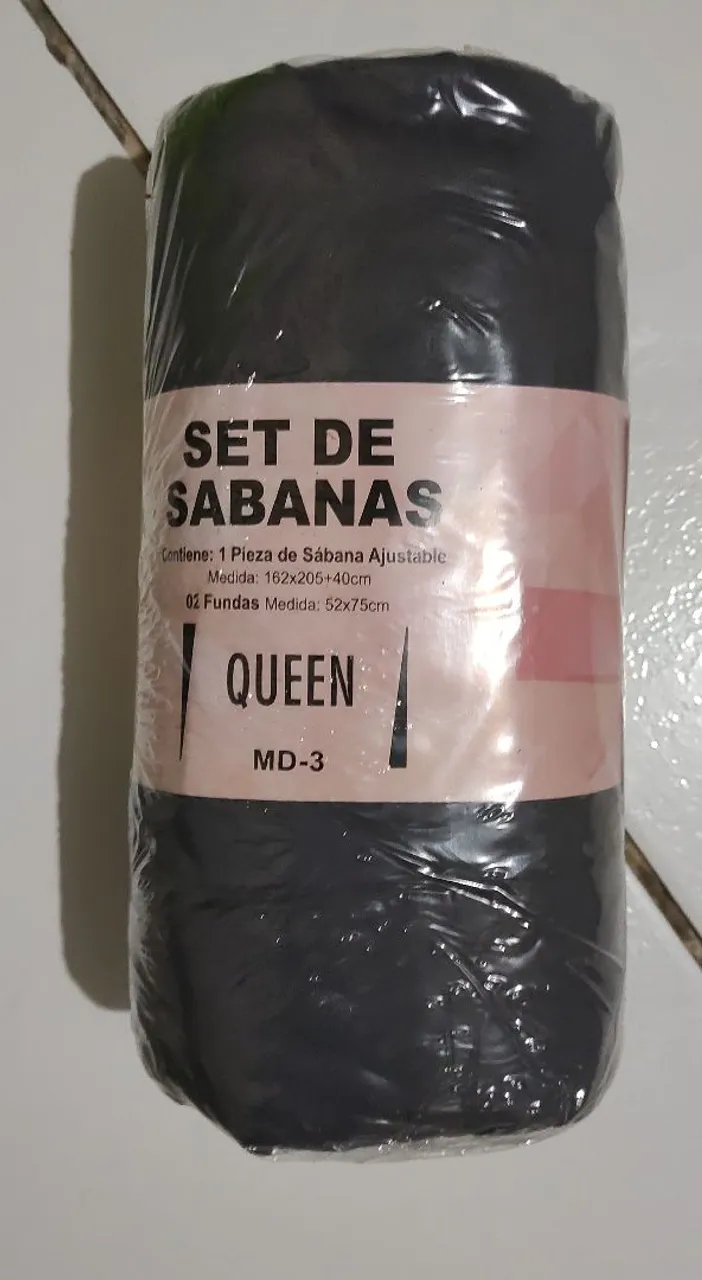 SET DE
SABANAS
Contiene: 1 Pieza de Sábana Ajustable
Medida: 162x205+40cm
02 Fundas Medida: 52x75cm
QUEEN
MD-3